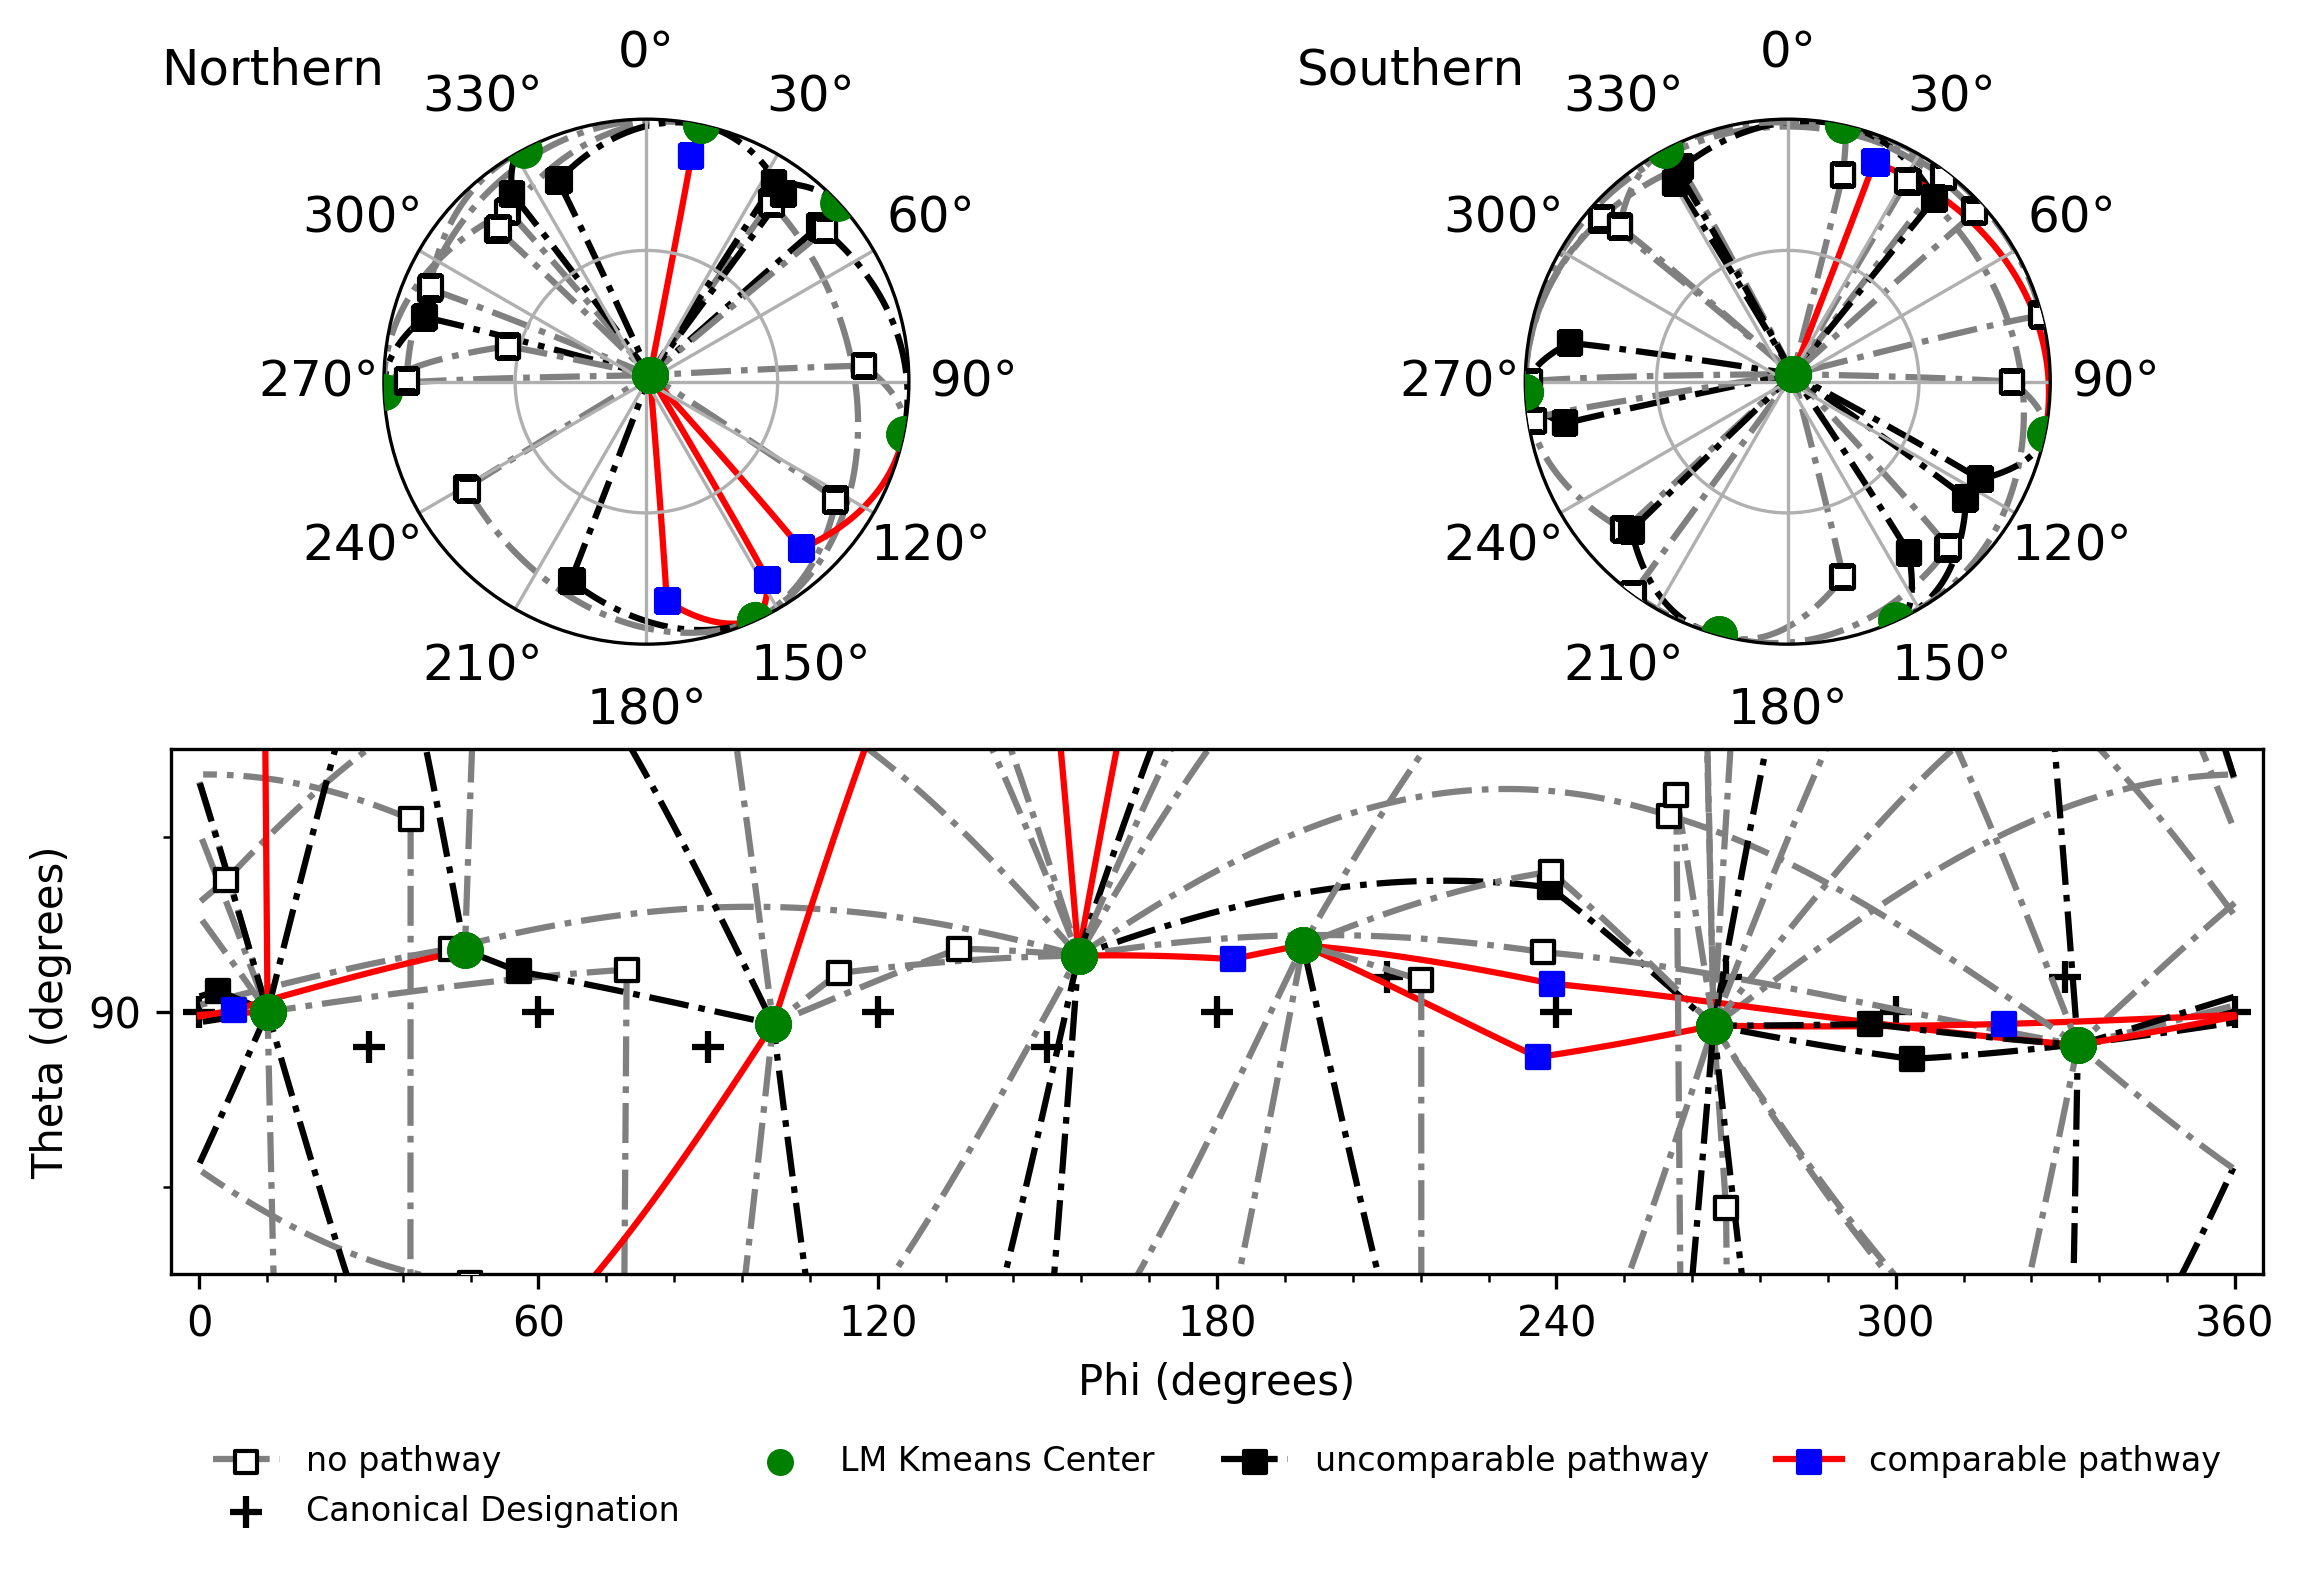 Northern
0°
330°
30°
300°
60°
270°
90°
240°
120°
210°
150°
180°
Southern
0°
330°
30°
300°
60°
270°
90°
240°
120°
210°
150°
180°
Theta (degrees)
90
0 60 120 180 240 300 360
Phi (degrees)
no pathway
LM Kmeans Center
uncomparable pathway
comparable pathway
Canonical Designation